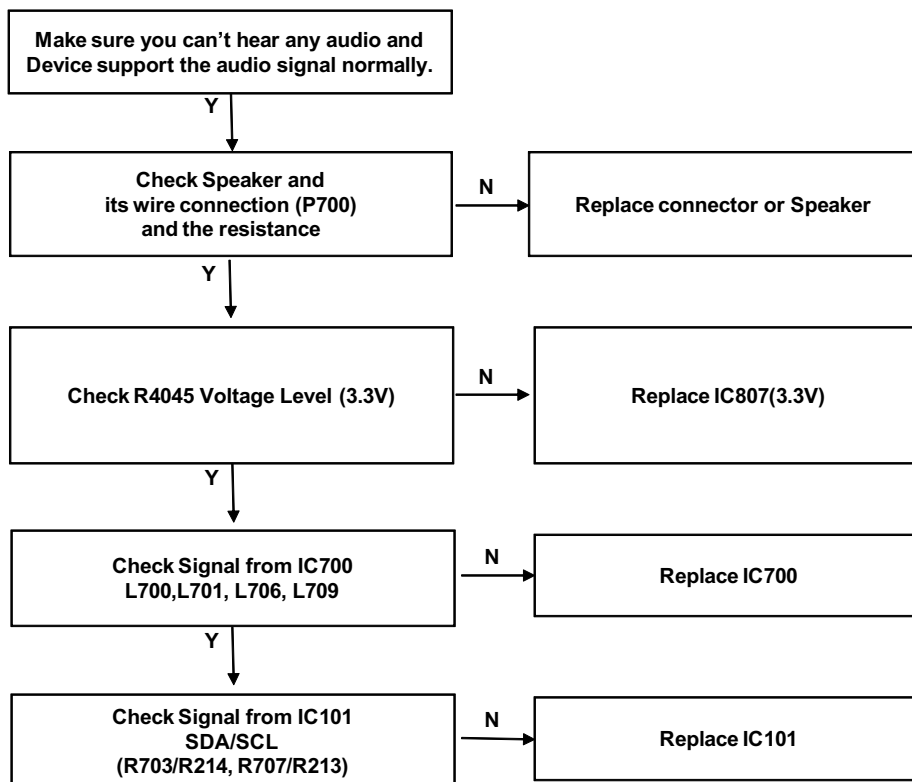 Make sure you can't hear any audio and
Device support the audio signal normally.
Y
Check Speaker and
its wire connection (P700)
and the resistance
N
Replace connector or Speaker
Y
Check R4045 Voltage Level (3.3V)
N
Replace IC807(3.3V)
Y
Check Signal from IC700
L700,L701, L706, L709
N
Replace IC700
Y
Check Signal from IC101
SDA/SCL
(R703/R214, R707/R213)
N
Replace IC101